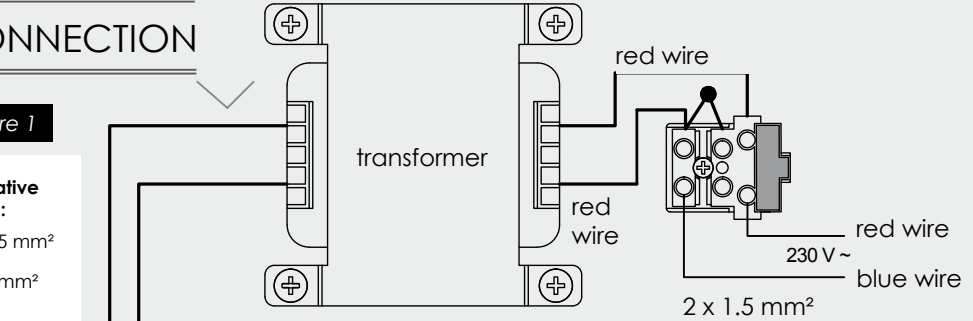 ONNECTION
re 1
ative
:
5 mm²
mm²
transformer
red wire
red
wire
red wire
230 V ~
blue wire
2 x 1.5 mm²